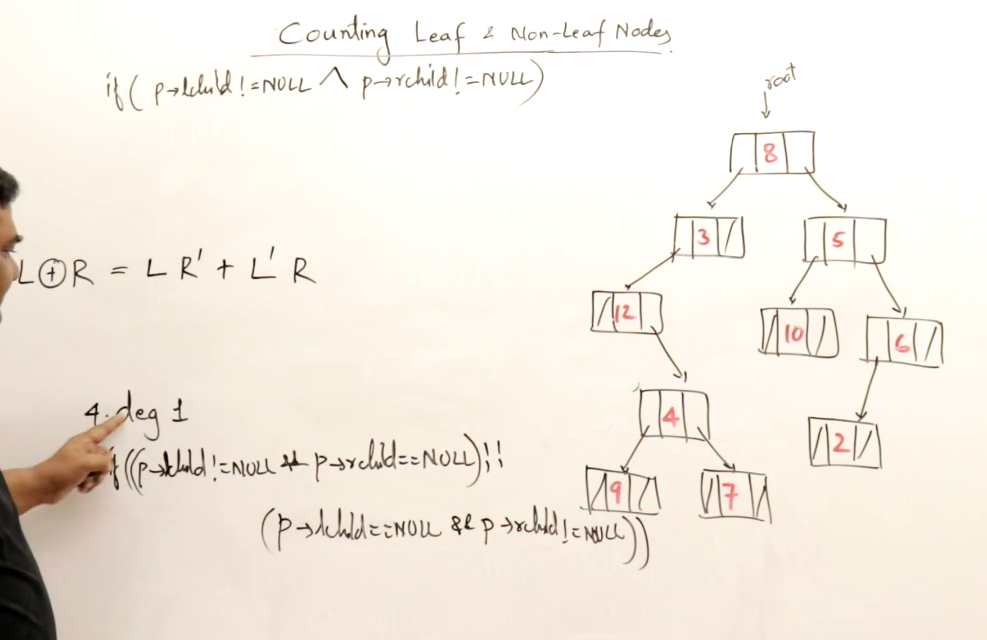 Counting Leaf & Non-Leaf Nodes
if( p→lchild!=NULL ^ p→rchild!=NULL)
root
8
3 5
L⊕R = LR' + L'R
12 10 6
4. deg 1
4
2
if((p→lchild!=NULL && p→rchild==NULL)!!
9 7
(p→lchild==NULL && p→rchild!=NULL))